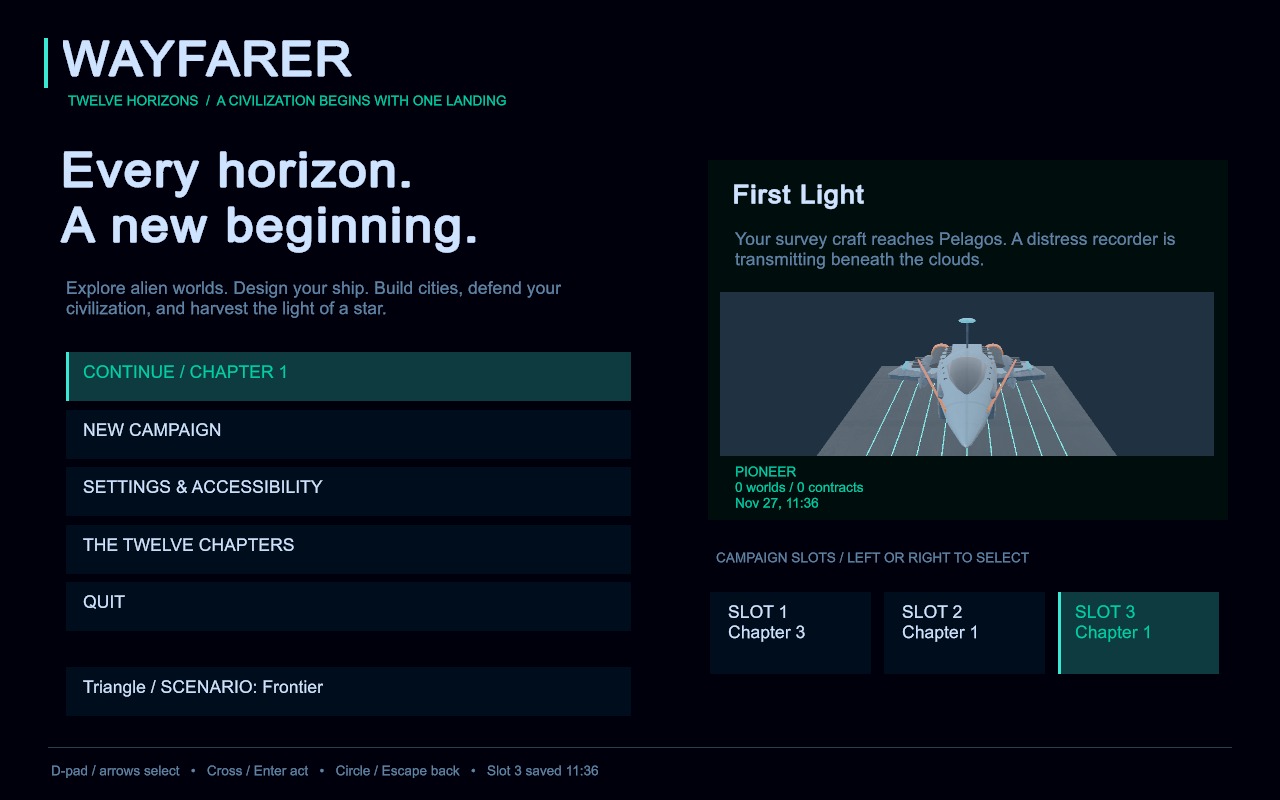 WAYFARER
TWELVE HORIZONS / A CIVILIZATION BEGINS WITH ONE LANDING
Every horizon.
A new beginning.
Explore alien worlds. Design your ship. Build cities, defend your
civilization, and harvest the light of a star.
CONTINUE / CHAPTER 1
NEW CAMPAIGN
SETTINGS & ACCESSIBILITY
THE TWELVE CHAPTERS
QUIT
Triangle / SCENARIO: Frontier
First Light
Your survey craft reaches Pelagos. A distress recorder is
transmitting beneath the clouds.
PIONEER
0 worlds / 0 contracts
Nov 27, 11:36
CAMPAIGN SLOTS / LEFT OR RIGHT TO SELECT
SLOT 1
Chapter 3
SLOT 2
Chapter 1
SLOT 3
Chapter 1
D-pad / arrows select • Cross / Enter act • Circle / Escape back • Slot 3 saved 11:36